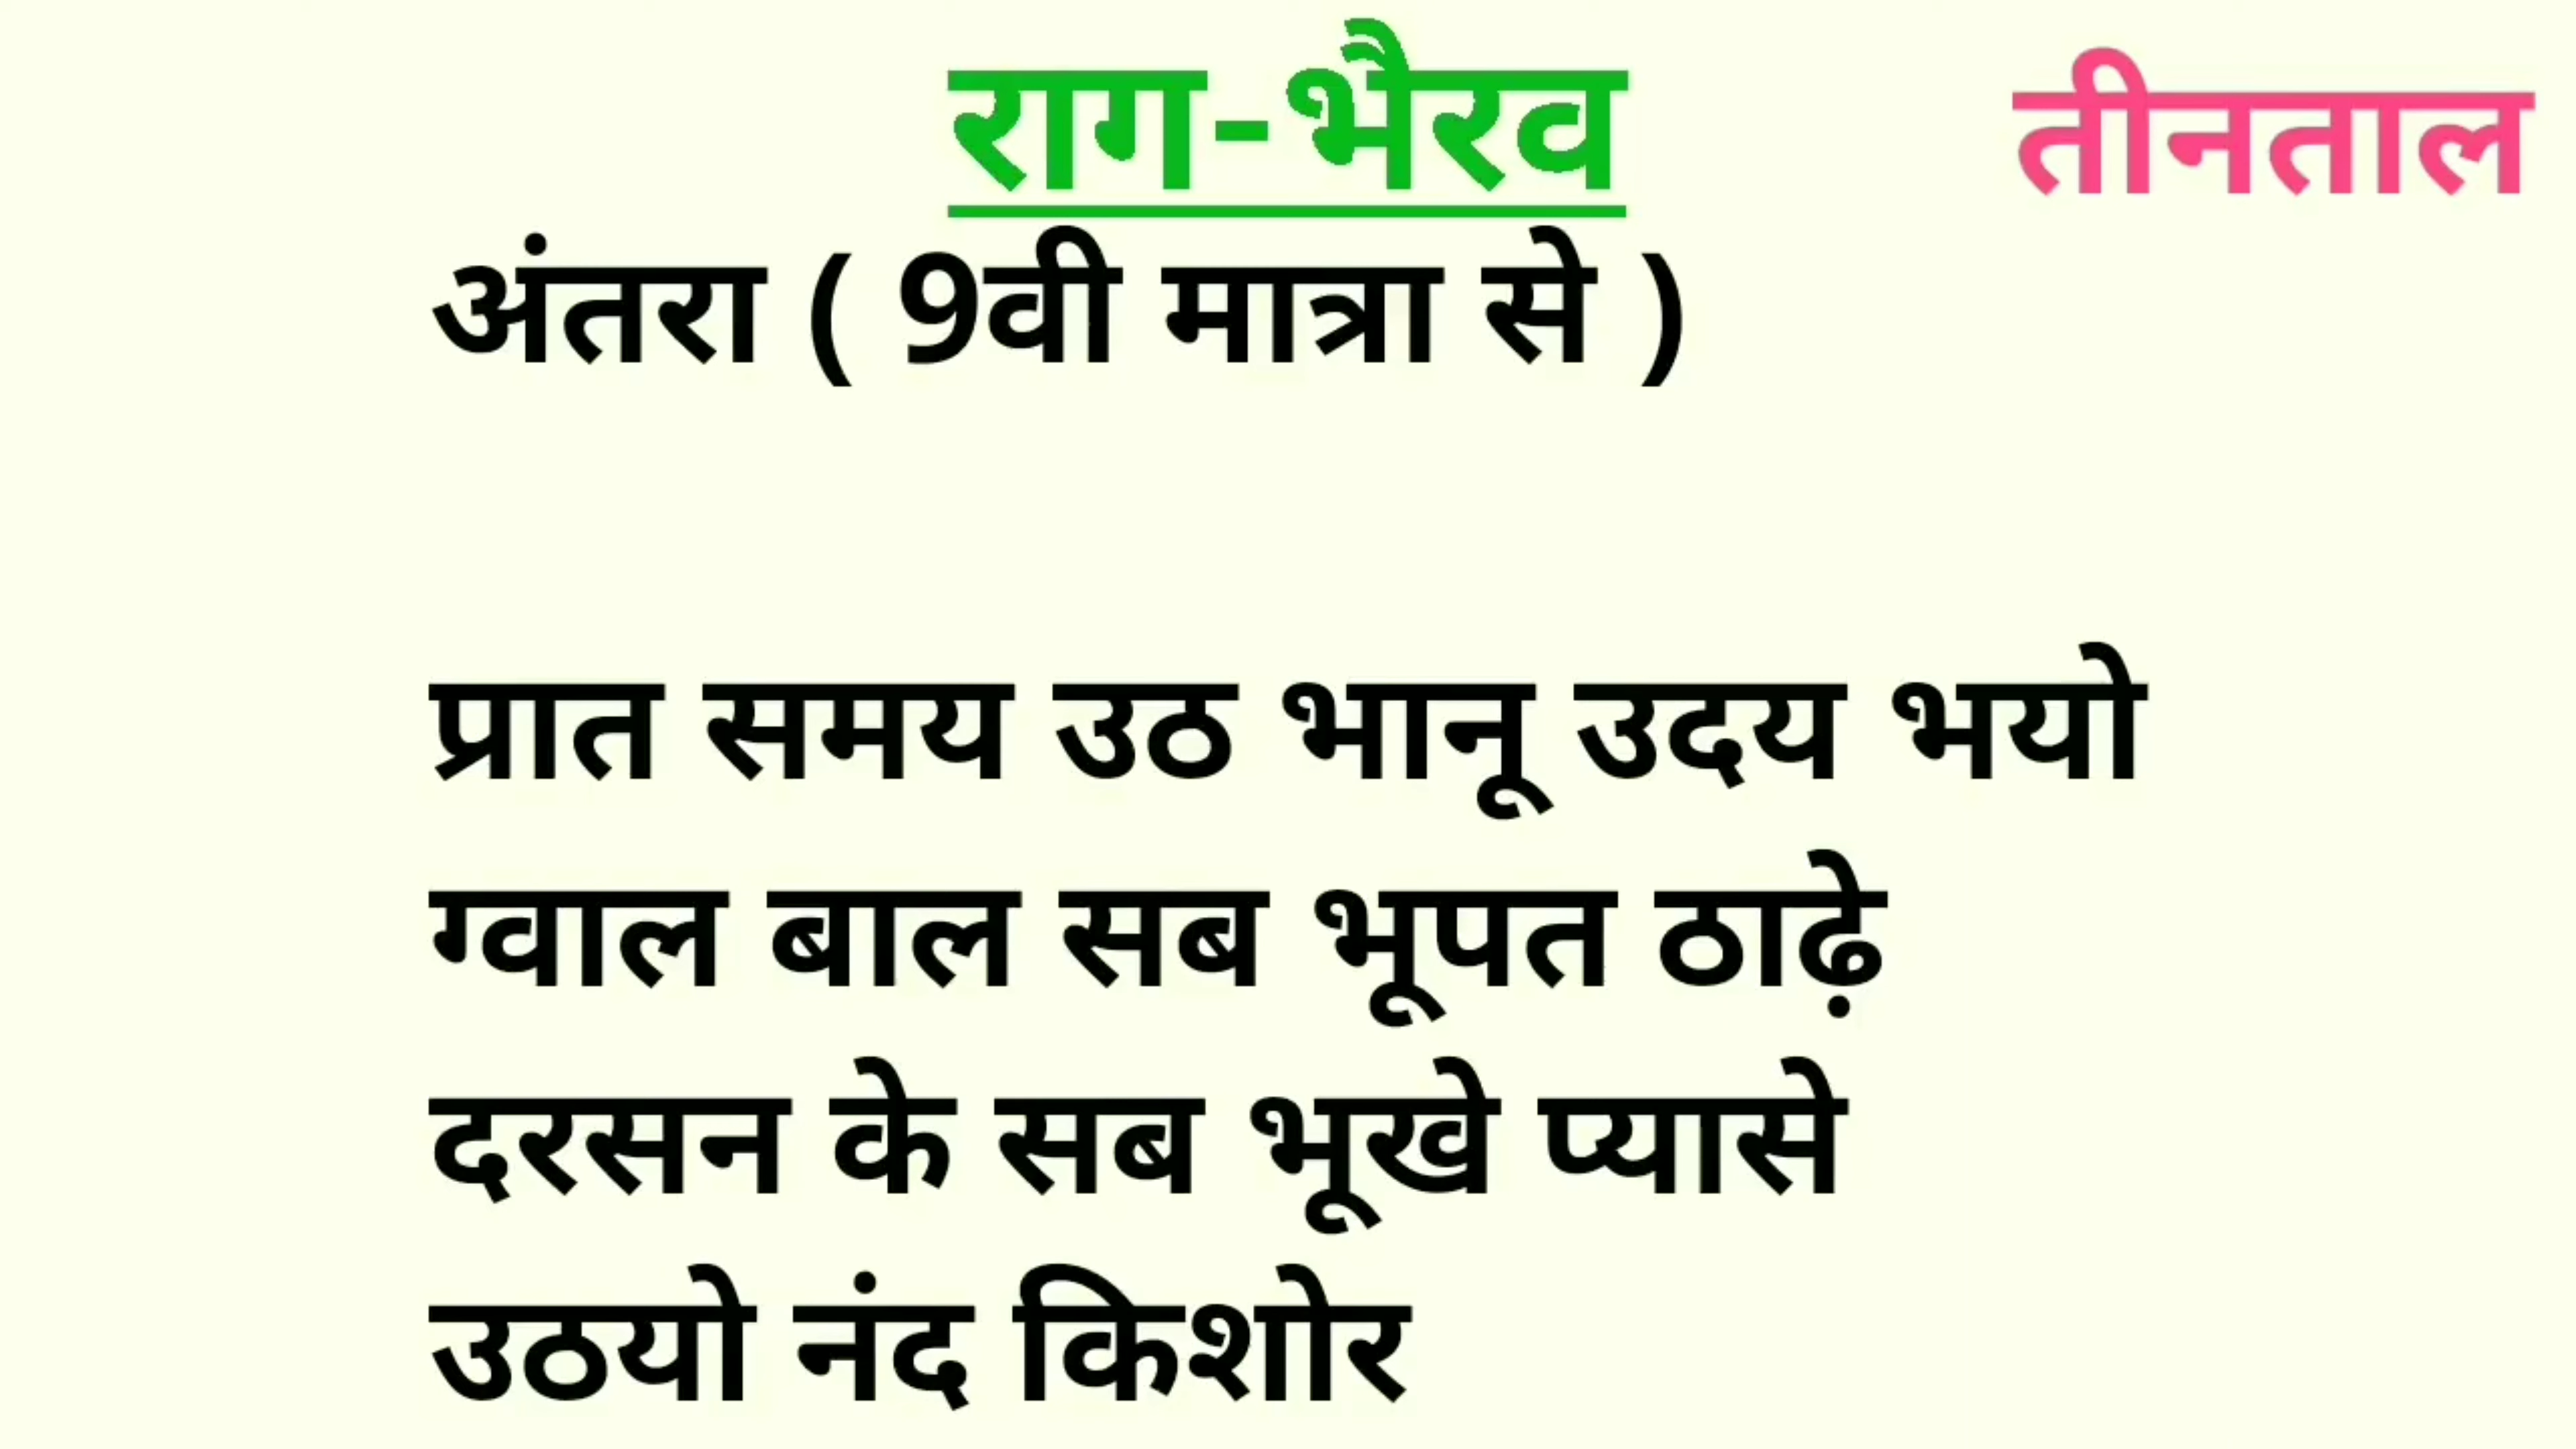 राग-भैरव
तीनताल
अंतरा ( 9वी मात्रा से )
प्रात समय उठ भानू उदय भयो
ग्वाल बाल सब भूपत ठाढ़े
दरसन के सब भूखे प्यासे
उठयो नंद किशोर